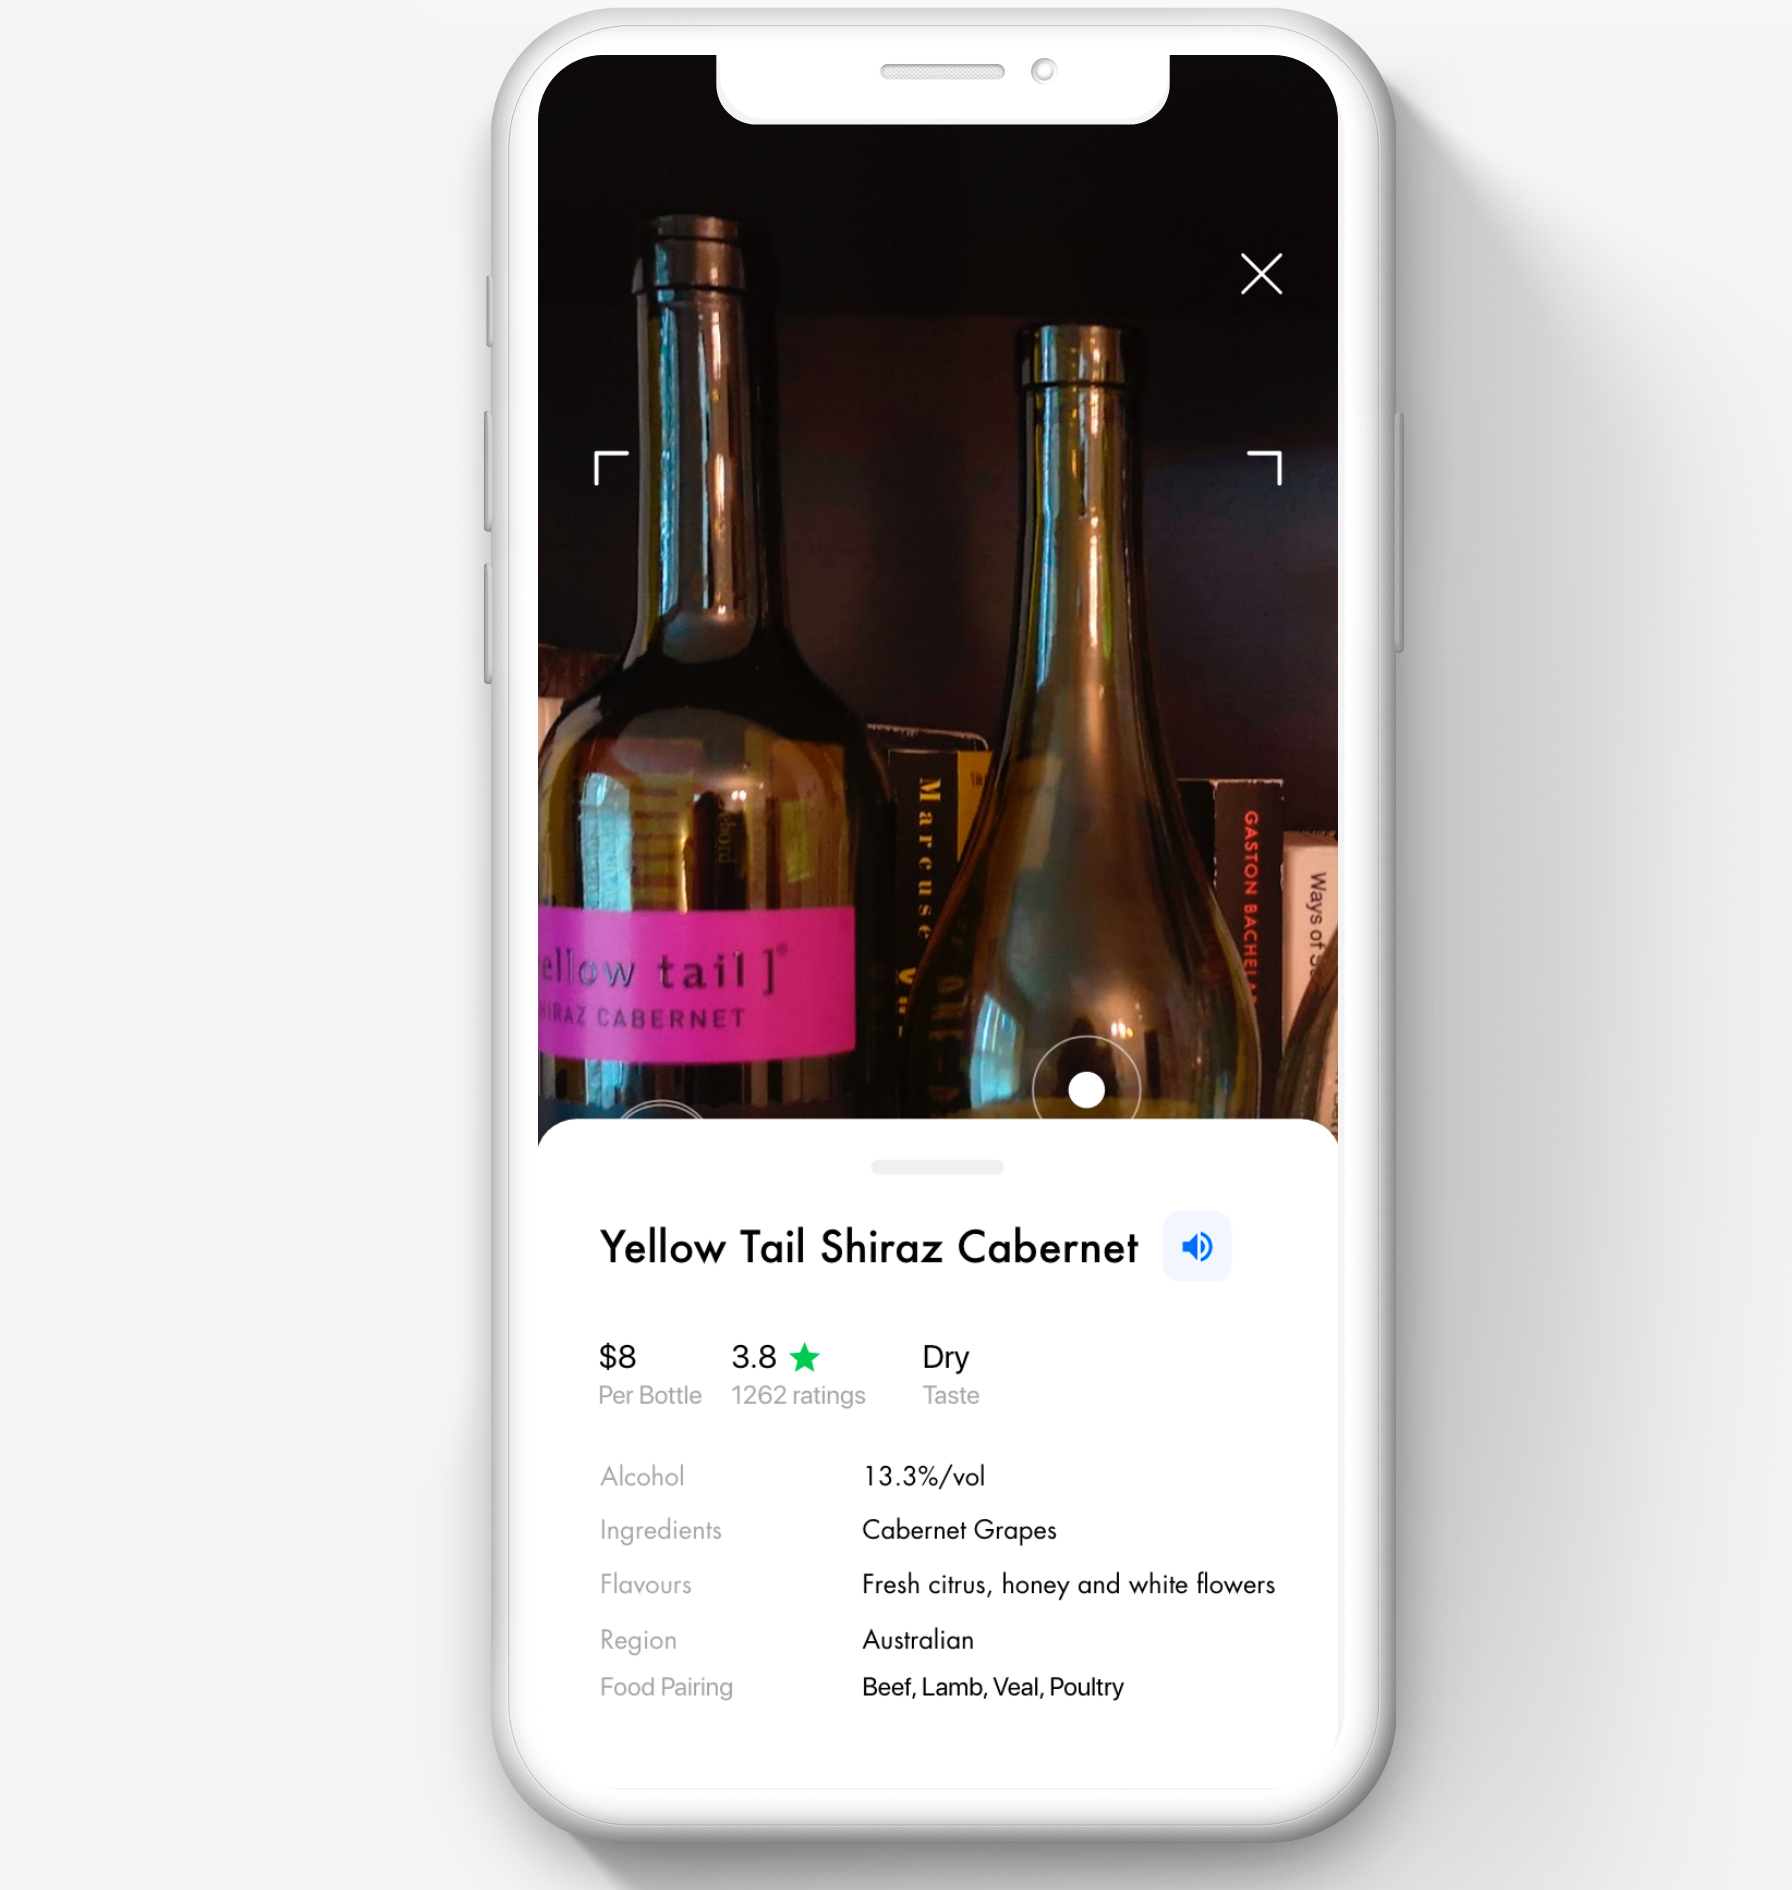 ellow tail]®
SHIRAZ CABERNET
Marcuse
GASTON BACHELAR
Ways of
Yellow Tail Shiraz Cabernet
$8
3.8
Dry
Per Bottle
1262 ratings
Taste
Alcohol
13.3%/vol
Ingredients
Cabernet Grapes
Flavours
Fresh citrus, honey and white flowers
Region
Australian
Food Pairing
Beef, Lamb, Veal, Poultry